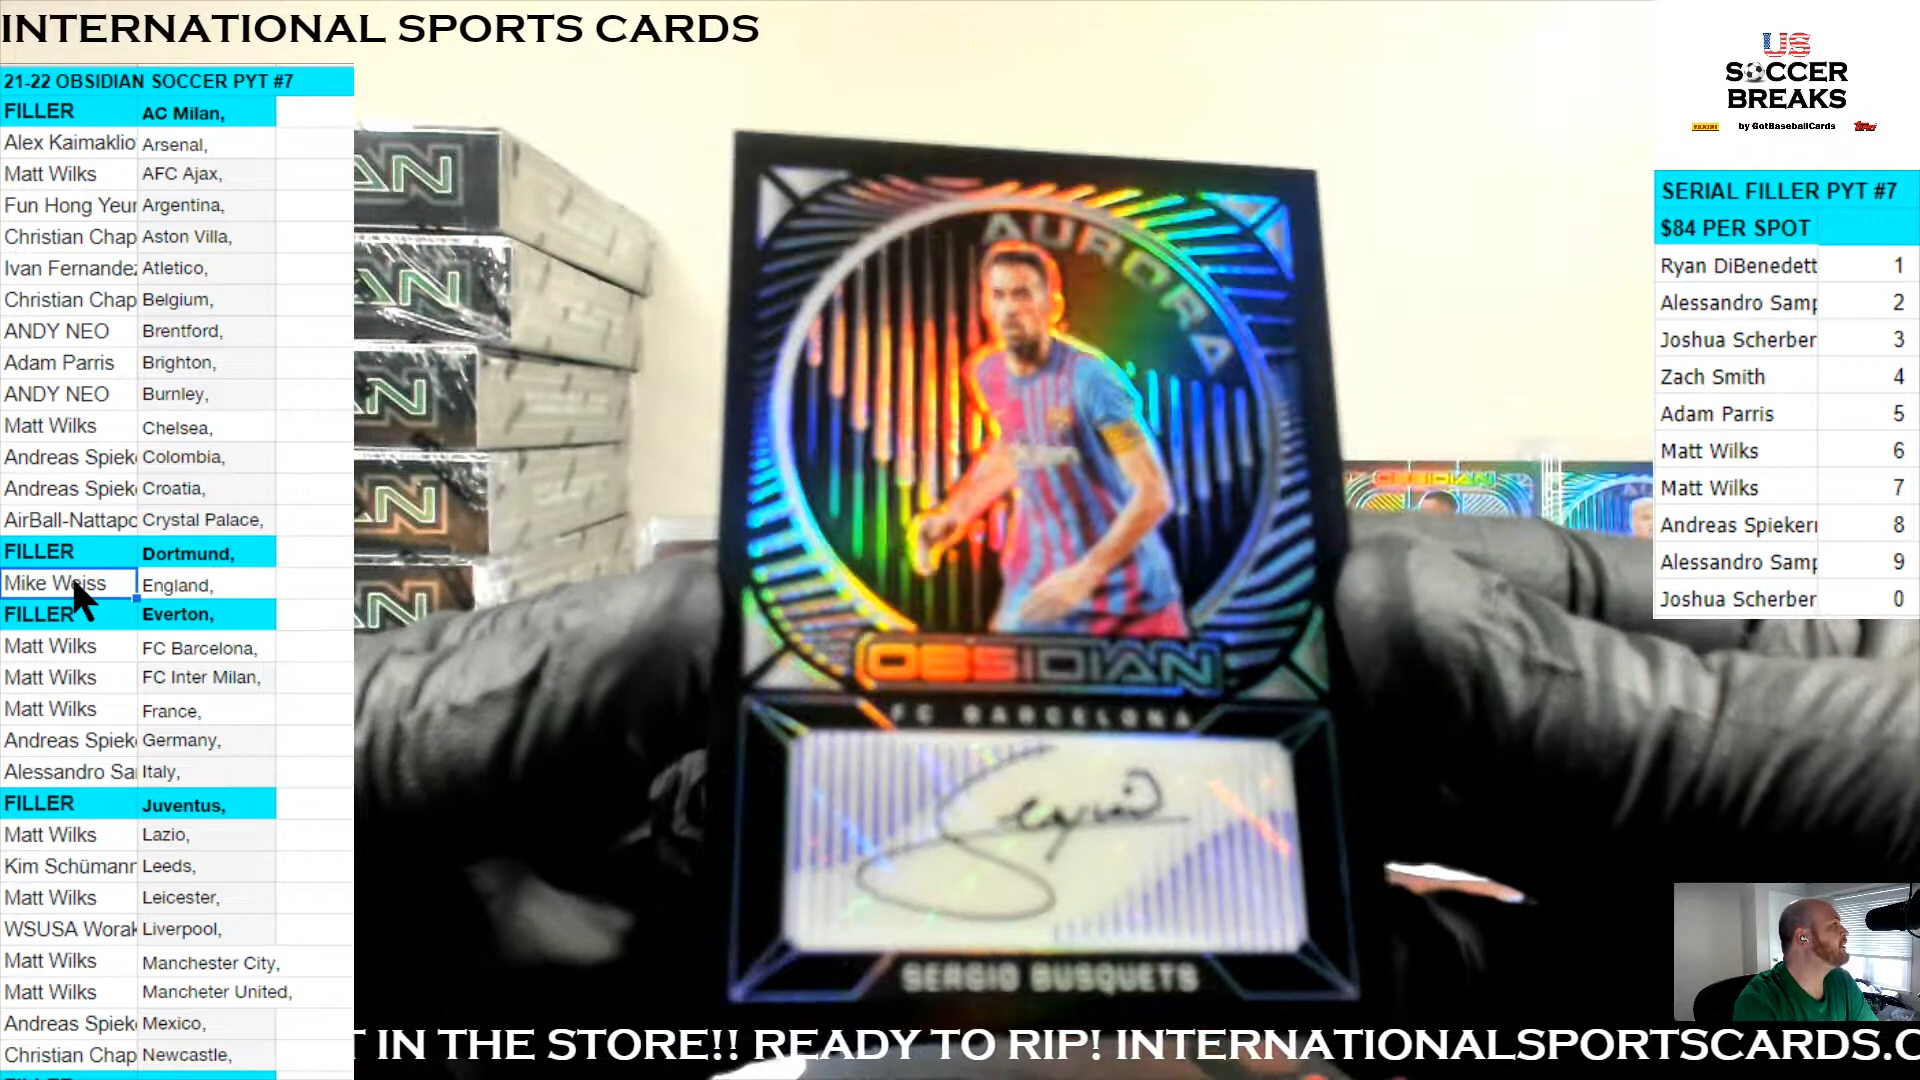 INTERNATIONAL SPORTS CARDS
21-22 OBSIDIAN SOCCER PYT #7
FILLER AC Milan,
Alex Kaimaklio Arsenal,
Matt Wilks AFC Ajax,
Fun Hong Yeun Argentina,
Christian Chap Aston Villa,
Ivan Fernandez Atletico,
Christian Chap Belgium,
ANDY NEO Brentford,
Adam Parris Brighton,
ANDY NEO Burnley,
Matt Wilks Chelsea,
Andreas Spiek Colombia,
Andreas Spiek Croatia,
AirBall-Nattapo Crystal Palace,
FILLER Dortmund,
Mike Weiss England,
FILLER Everton,
Matt Wilks FC Barcelona,
Matt Wilks FC Inter Milan,
Matt Wilks France,
Andreas Spiek Germany,
Alessandro Sa Italy,
FILLER Juventus,
Matt Wilks Lazio,
Kim Schümann Leeds,
Matt Wilks Leicester,
WSUSA Worak Liverpool,
Matt Wilks Manchester City,
Matt Wilks Mancheter United,
Andreas Spiek Mexico,
Christian Chap Newcastle,
AURORA
OBSIDIAN
FC BARCELONA
SERGIO BUSQUETS
OBSIDIAN
US
SOCCER
BREAKS
PANINI by GotBaseballCards Topps
SERIAL FILLER PYT #7
$84 PER SPOT
Ryan DiBenedett 1
Alessandro Samp 2
Joshua Scherber 3
Zach Smith 4
Adam Parris 5
Matt Wilks 6
Matt Wilks 7
Andreas Spieker 8
Alessandro Samp 9
Joshua Scherber 0
T IN THE STORE!! READY TO RIP! INTERNATIONALSPORTSCARDS.C